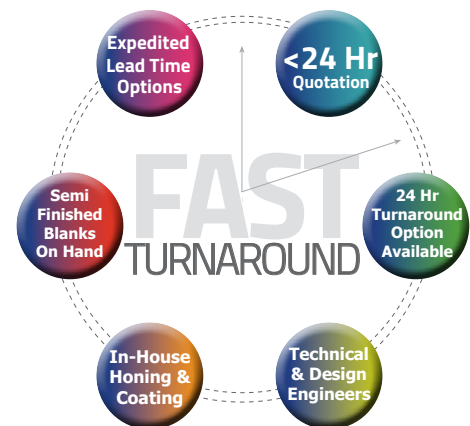 Expedited
Lead Time
Options
<24 Hr
Quotation
Semi
Finished
Blanks
On Hand
FAST
TURNAROUND
24 Hr
Turnaround
Option
Available
In-House
Honing &
Coating
Technical
& Design
Engineers